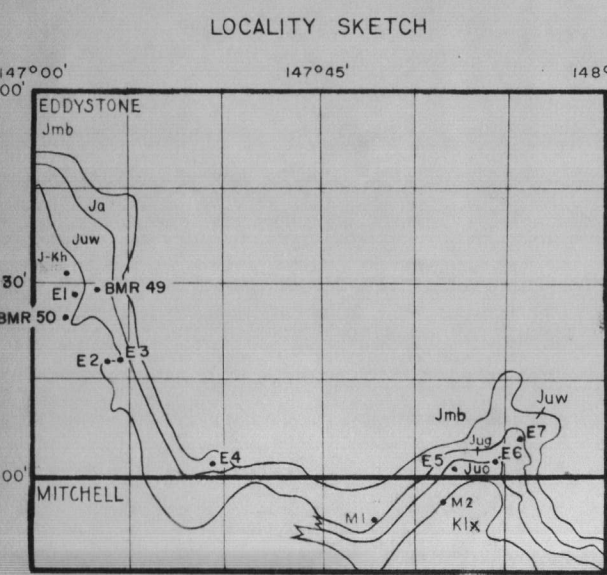 LOCALITY SKETCH
147°00' 147°45' 148°
00'
EDDYSTONE
Jmb
Ja
Juw
J-Kh
30'
E1 BMR 49
BMR 50
E2 E3
Jmb Juw
Jug E7
E4 E5 Juo E6
00'
MITCHELL
M1 M2
Klx